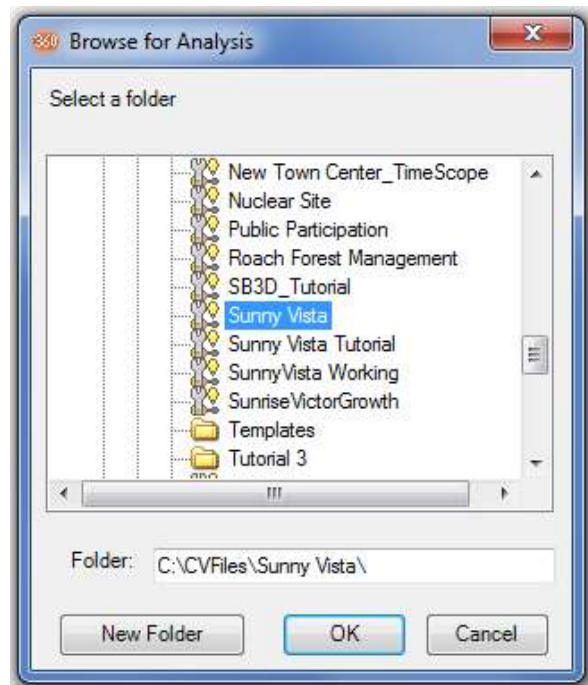 360 Browse for Analysis
Select a folder
New Town Center_TimeScope
Nuclear Site
Public Participation
Roach Forest Management
SB3D_Tutorial
Sunny Vista
Sunny Vista Tutorial
SunnyVista Working
SunriseVictorGrowth
Templates
Tutorial 3
Folder: C:\CVFiles\Sunny Vista\
New Folder OK Cancel